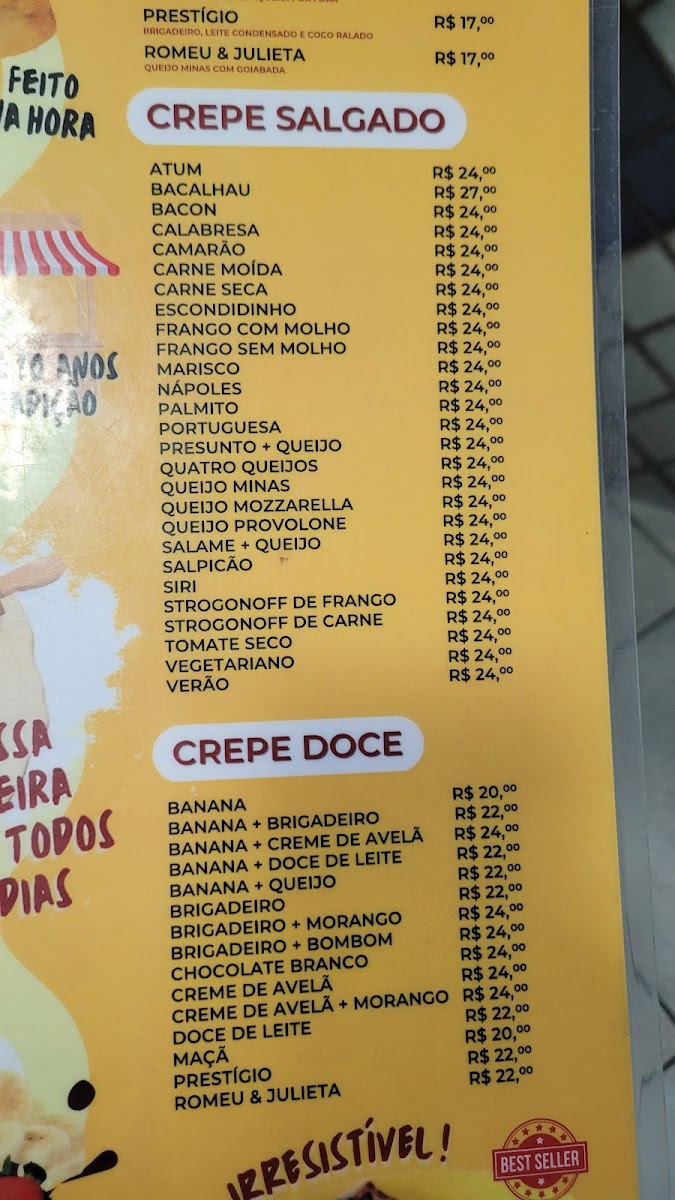 PRESTÍGIO R$ 17,00
BRIGADEIRO, LEITE CONDENSADO E COCO RALADO
ROMEU & JULIETA R$ 17,00
QUEIJO MINAS COM GOIABADA
FEITO
NA HORA
CREPE SALGADO
ATUM R$ 24,00
BACALHAU R$ 27,00
BACON R$ 24,00
CALABRESA R$ 24,00
CAMARÃO R$ 24,00
CARNE MOÍDA R$ 24,00
CARNE SECA R$ 24,00
ESCONDIDINHO R$ 24,00
FRANGO COM MOLHO R$ 24,00
FRANGO SEM MOLHO R$ 24,00
MARISCO R$ 24,00
NÁPOLES R$ 24,00
PALMITO R$ 24,00
PORTUGUESA R$ 24,00
PRESUNTO + QUEIJO R$ 24,00
QUATRO QUEIJOS R$ 24,00
QUEIJO MINAS R$ 24,00
QUEIJO MOZZARELLA R$ 24,00
QUEIJO PROVOLONE R$ 24,00
SALAME + QUEIJO R$ 24,00
SALPICÃO R$ 24,00
SIRI R$ 24,00
STROGONOFF DE FRANGO R$ 24,00
STROGONOFF DE CARNE R$ 24,00
TOMATE SECO R$ 24,00
VEGETARIANO R$ 24,00
VERÃO R$ 24,00
ANOS
CREPE DOCE
BANANA R$ 20,00
BANANA + BRIGADEIRO R$ 22,00
BANANA + CREME DE AVELÃ R$ 24,00
BANANA + DOCE DE LEITE R$ 22,00
BANANA + QUEIJO R$ 22,00
BRIGADEIRO R$ 22,00
BRIGADEIRO + MORANGO R$ 24,00
BRIGADEIRO + BOMBOM R$ 24,00
CHOCOLATE BRANCO R$ 24,00
CREME DE AVELÃ R$ 24,00
CREME DE AVELÃ + MORANGO R$ 24,00
DOCE DE LEITE R$ 22,00
MAÇÃ R$ 20,00
PRESTÍGIO R$ 22,00
ROMEU & JULIETA R$ 22,00
SSA
EIRA
TODOS
DIAS
IRRESISTÍVEL!
BEST SELLER